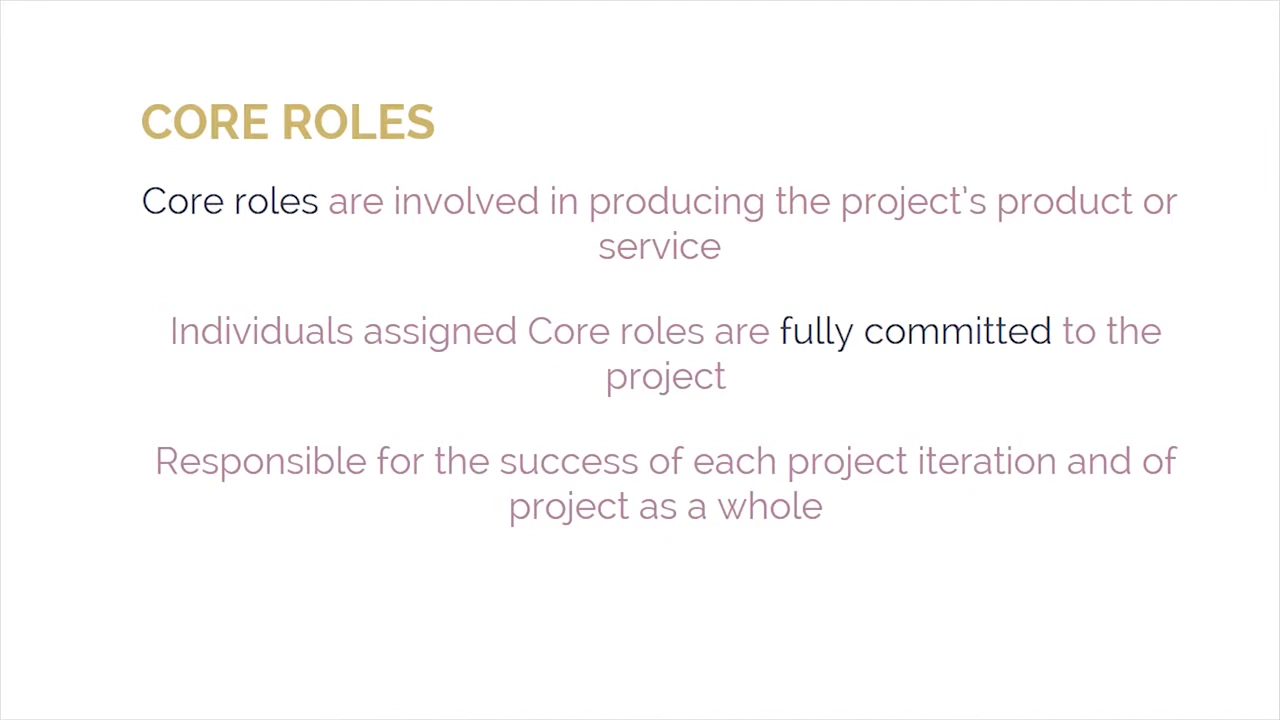 CORE ROLES
Core roles are involved in producing the project's product or
service
Individuals assigned Core roles are fully committed to the
project
Responsible for the success of each project iteration and of
project as a whole